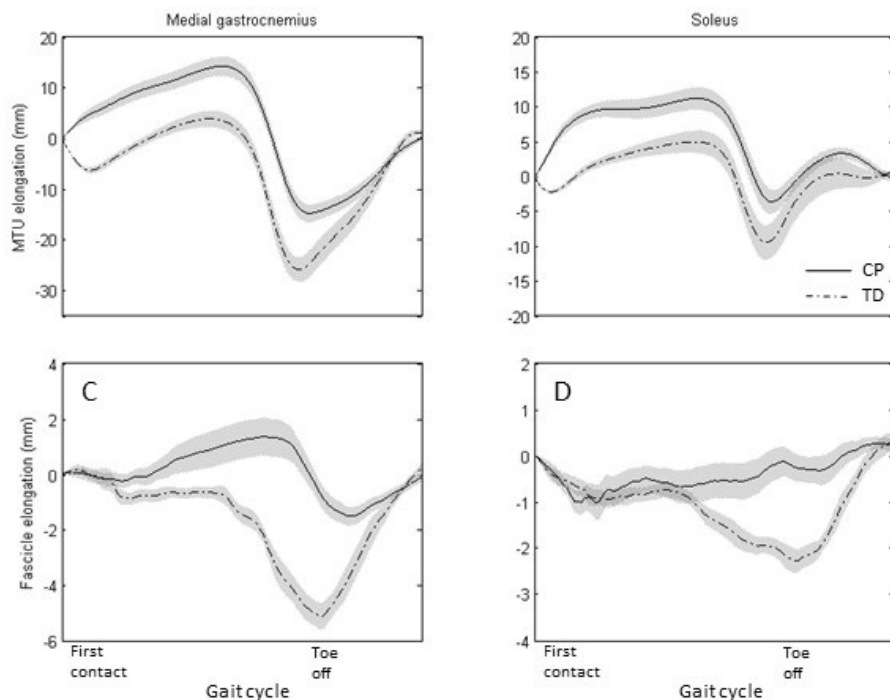 Medial gastrocnemius
Soleus
MTU elongation (mm)
20
10
0
-10
-20
-30
20
15
10
5
0
-5
-10
-15
-20
CP
TD
Fascicle elongation (mm)
4
2
0
-2
-4
-6
C
2
1
0
-1
-2
-3
-4
D
First contact
Toe off
First contact
Toe off
Gait cycle
Gait cycle